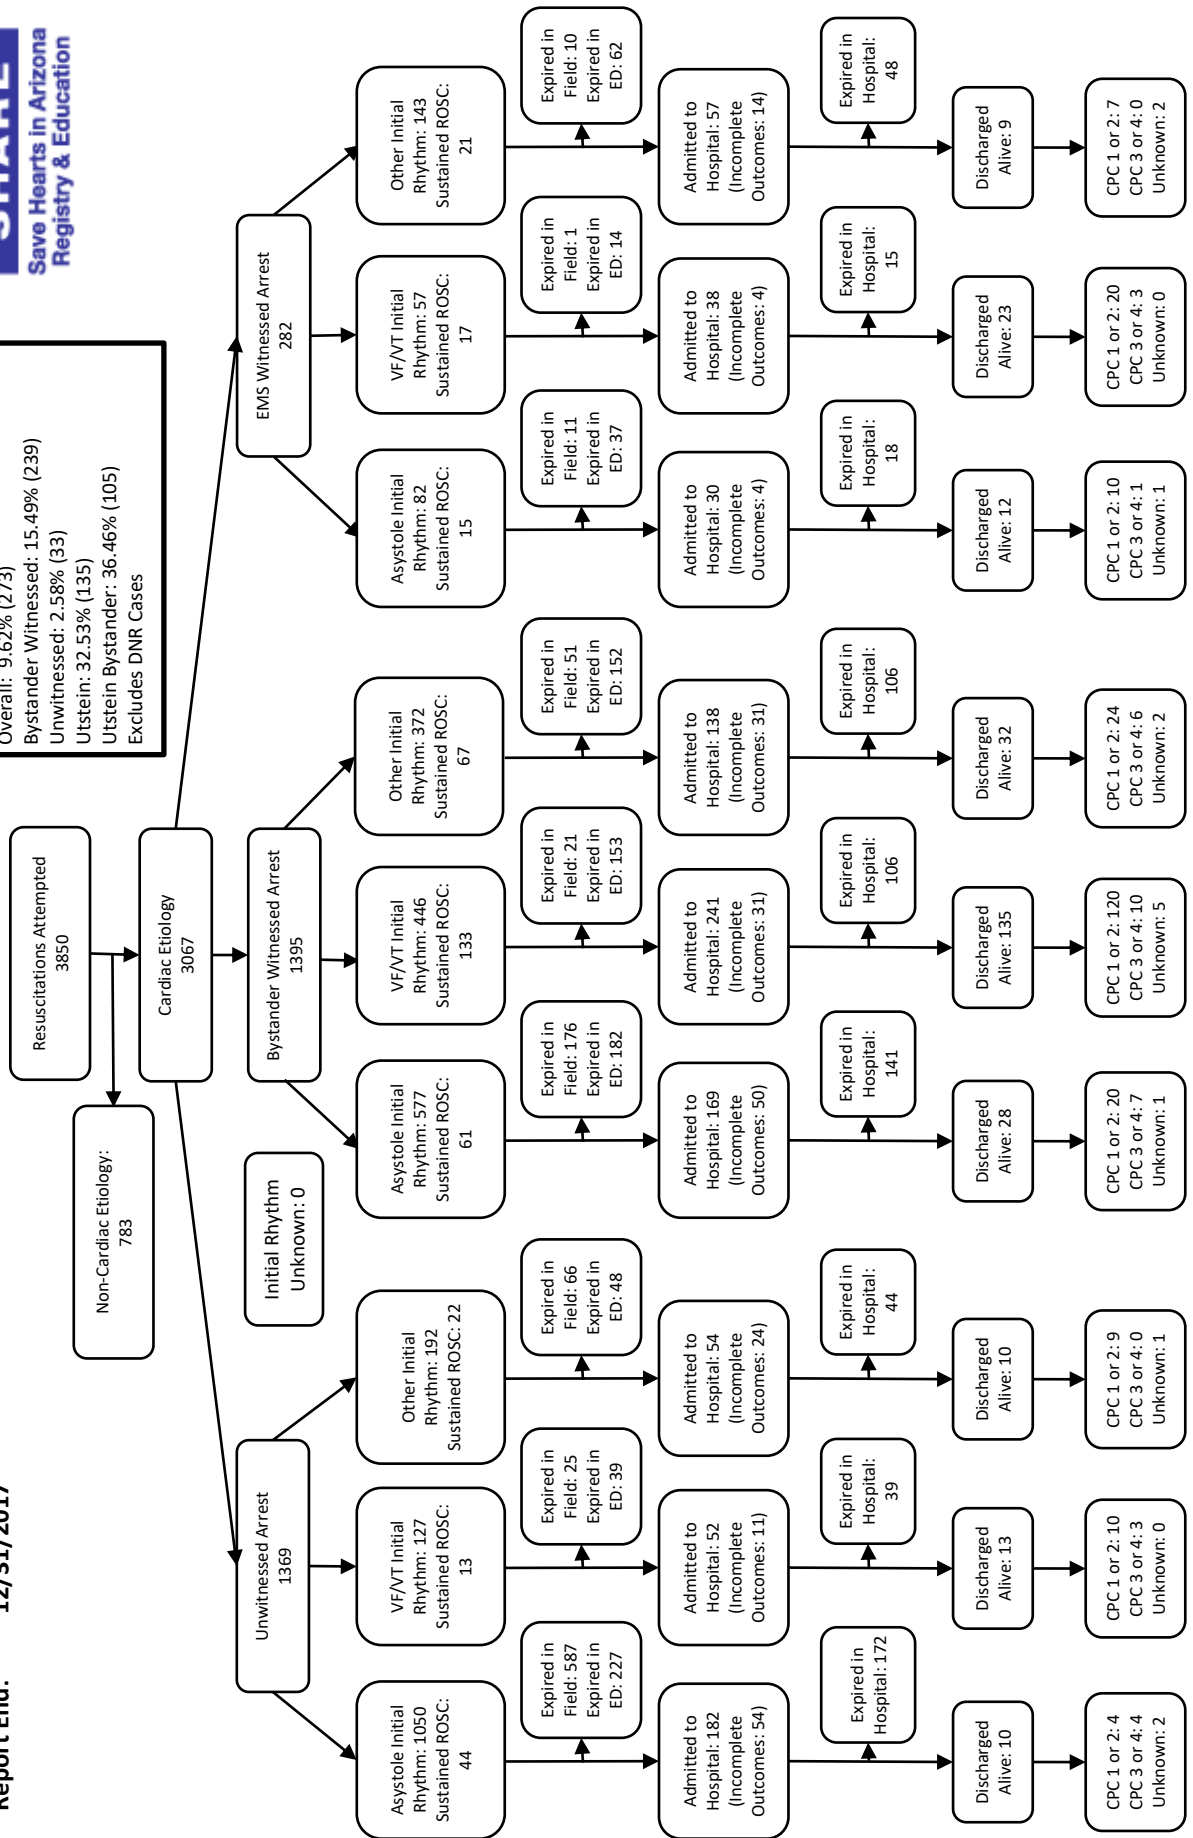 Report End: 12/31/2017
Save Hearts in Arizona
Registry & Education
Overall: 9.62% (273)
Bystander Witnessed: 15.49% (239)
Unwitnessed: 2.58% (33)
Utstein: 32.53% (135)
Utstein Bystander: 36.46% (105)
Excludes DNR Cases
Resuscitations Attempted
3850
Non-Cardiac Etiology:
783
Cardiac Etiology
3067
Unwitnessed Arrest
1369
Bystander Witnessed Arrest
1395
EMS Witnessed Arrest
282
Initial Rhythm
Unknown: 0
Asystole Initial
Rhythm: 1050
Sustained ROSC:
44
Expired in
Field: 587
Expired in
ED: 227
Admitted to
Hospital: 182
(Incomplete
Outcomes: 54)
Expired in
Hospital: 172
Discharged
Alive: 10
CPC 1 or 2: 4
CPC 3 or 4: 4
Unknown: 2
VF/VT Initial
Rhythm: 127
Sustained ROSC:
13
Expired in
Field: 25
Expired in
ED: 39
Admitted to
Hospital: 52
(Incomplete
Outcomes: 11)
Expired in
Hospital:
39
Discharged
Alive: 13
CPC 1 or 2: 10
CPC 3 or 4: 3
Unknown: 0
Other Initial
Rhythm: 192
Sustained ROSC: 22
Expired in
Field: 66
Expired in
ED: 48
Admitted to
Hospital: 54
(Incomplete
Outcomes: 24)
Expired in
Hospital:
44
Discharged
Alive: 10
CPC 1 or 2: 9
CPC 3 or 4: 0
Unknown: 1
Asystole Initial
Rhythm: 577
Sustained ROSC:
61
Expired in
Field: 176
Expired in
ED: 182
Admitted to
Hospital: 169
(Incomplete
Outcomes: 50)
Expired in
Hospital:
141
Discharged
Alive: 28
CPC 1 or 2: 20
CPC 3 or 4: 7
Unknown: 1
VF/VT Initial
Rhythm: 446
Sustained ROSC:
133
Expired in
Field: 21
Expired in
ED: 153
Admitted to
Hospital: 241
(Incomplete
Outcomes: 31)
Expired in
Hospital:
106
Discharged
Alive: 135
CPC 1 or 2: 120
CPC 3 or 4: 10
Unknown: 5
Other Initial
Rhythm: 372
Sustained ROSC:
67
Expired in
Field: 51
Expired in
ED: 152
Admitted to
Hospital: 138
(Incomplete
Outcomes: 31)
Expired in
Hospital:
106
Discharged
Alive: 32
CPC 1 or 2: 24
CPC 3 or 4: 6
Unknown: 2
Asystole Initial
Rhythm: 82
Sustained ROSC:
15
Expired in
Field: 11
Expired in
ED: 37
Admitted to
Hospital: 30
(Incomplete
Outcomes: 4)
Expired in
Hospital:
18
Discharged
Alive: 12
CPC 1 or 2: 10
CPC 3 or 4: 1
Unknown: 1
VF/VT Initial
Rhythm: 57
Sustained ROSC:
17
Expired in
Field: 1
Expired in
ED: 14
Admitted to
Hospital: 38
(Incomplete
Outcomes: 4)
Expired in
Hospital:
15
Discharged
Alive: 23
CPC 1 or 2: 20
CPC 3 or 4: 3
Unknown: 0
Other Initial
Rhythm: 143
Sustained ROSC:
21
Expired in
Field: 10
Expired in
ED: 62
Admitted to
Hospital: 57
(Incomplete
Outcomes: 14)
Expired in
Hospital:
48
Discharged
Alive: 9
CPC 1 or 2: 7
CPC 3 or 4: 0
Unknown: 2